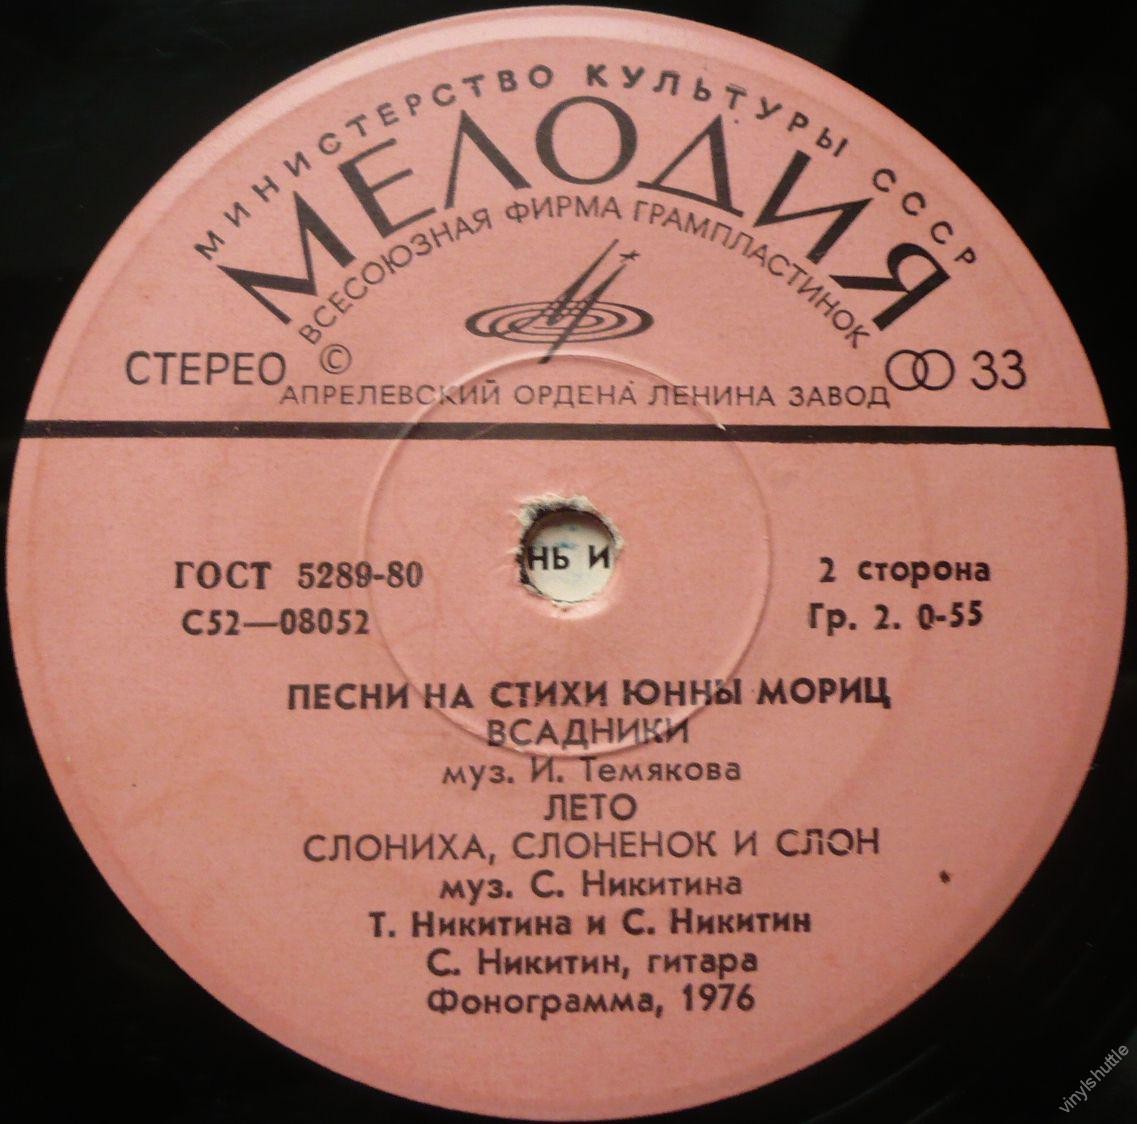 МИНИСТЕРСТВО КУЛЬТУРЫ СССР
МЕЛОДИЯ
ВСЕСОЮЗНАЯ ФИРМА ГРАМПЛАСТИНОК
СТЕРЕО © 33
АПРЕЛЕВСКИЙ ОРДЕНА ЛЕНИНА ЗАВОД
НЬ И
ГОСТ 5289-80 2 сторона
С52—08052 Гр. 2. 0-55
ПЕСНИ НА СТИХИ ЮННЫ МОРИЦ
ВСАДНИКИ
муз. И. Темякова
ЛЕТО
СЛОНИХА, СЛОНЕНОК И СЛОН
муз. С. Никитина
Т. Никитина и С. Никитин
С. Никитин, гитара
Фонограмма, 1976
vinylshuttle